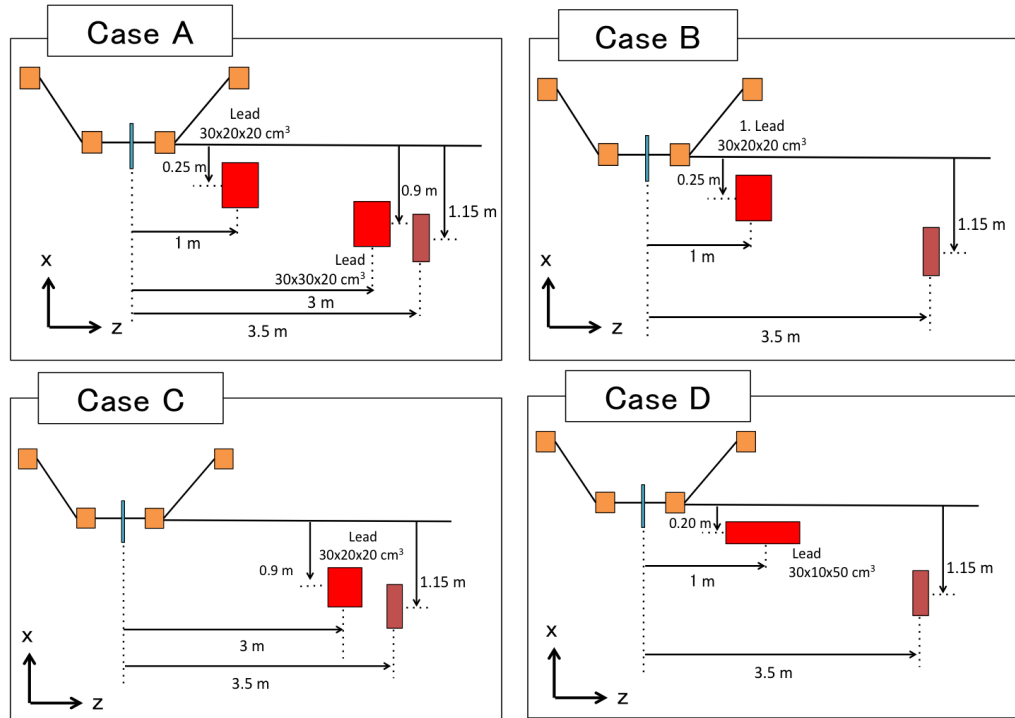 Case A
Lead
30x20x20 cm³
0.25 m
0.9 m
1.15 m
1 m
Lead
30x30x20 cm³
3 m
3.5 m
x
z
Case B
1. Lead
30x20x20 cm³
0.25 m
1.15 m
1 m
3.5 m
x
z
Case C
Lead
30x20x20 cm³
0.9 m
1.15 m
3 m
3.5 m
x
z
Case D
0.20 m
Lead
30x10x50 cm³
1.15 m
1 m
3.5 m
x
z